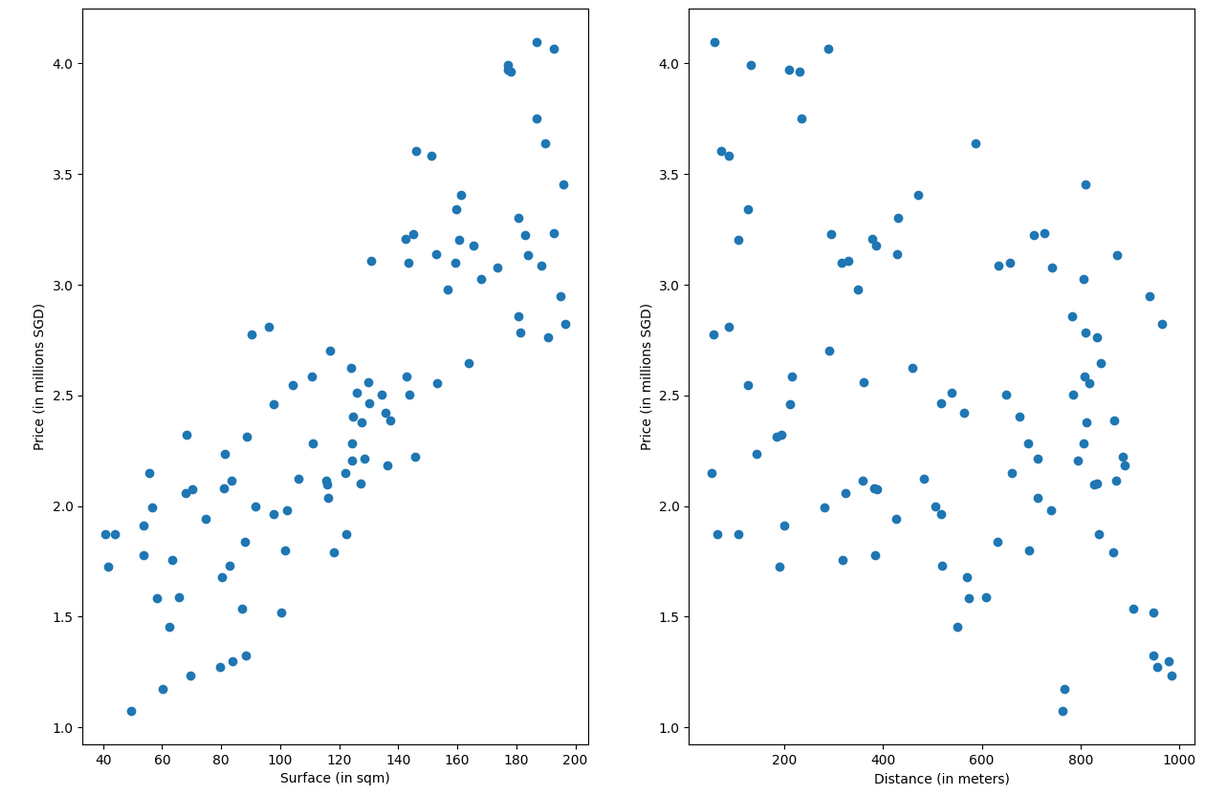 Price (in millions SGD)
4.0
3.5
3.0
2.5
2.0
1.5
1.0
40 60 80 100 120 140 160 180 200
Surface (in sqm)
Price (in millions SGD)
4.0
3.5
3.0
2.5
2.0
1.5
1.0
200 400 600 800 1000
Distance (in meters)